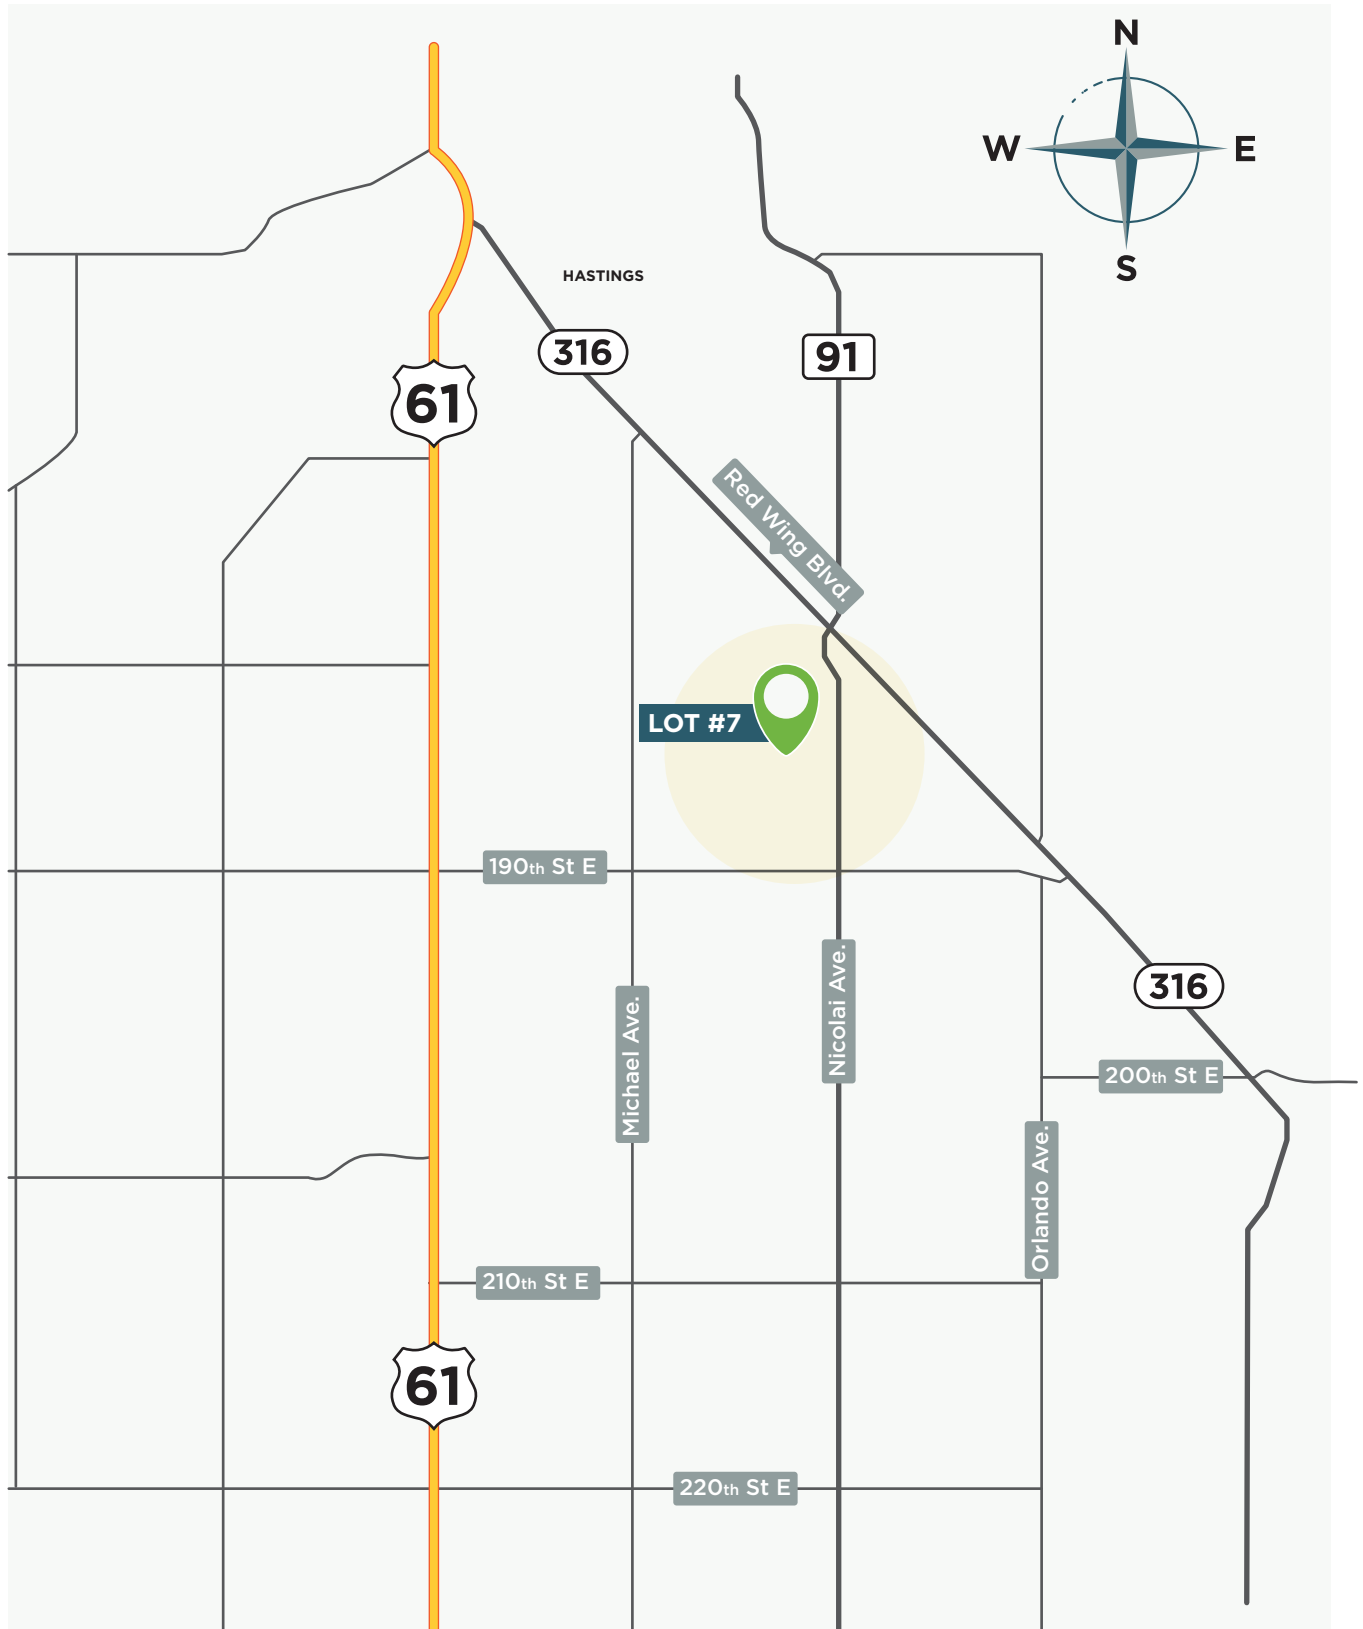 N
W
E
S
HASTINGS
316
91
61
Red Wing Blvd.
LOT #7
190th St E
Nicolai Ave.
316
Michael Ave.
200th St E
Orlando Ave.
210th St E
61
220th St E